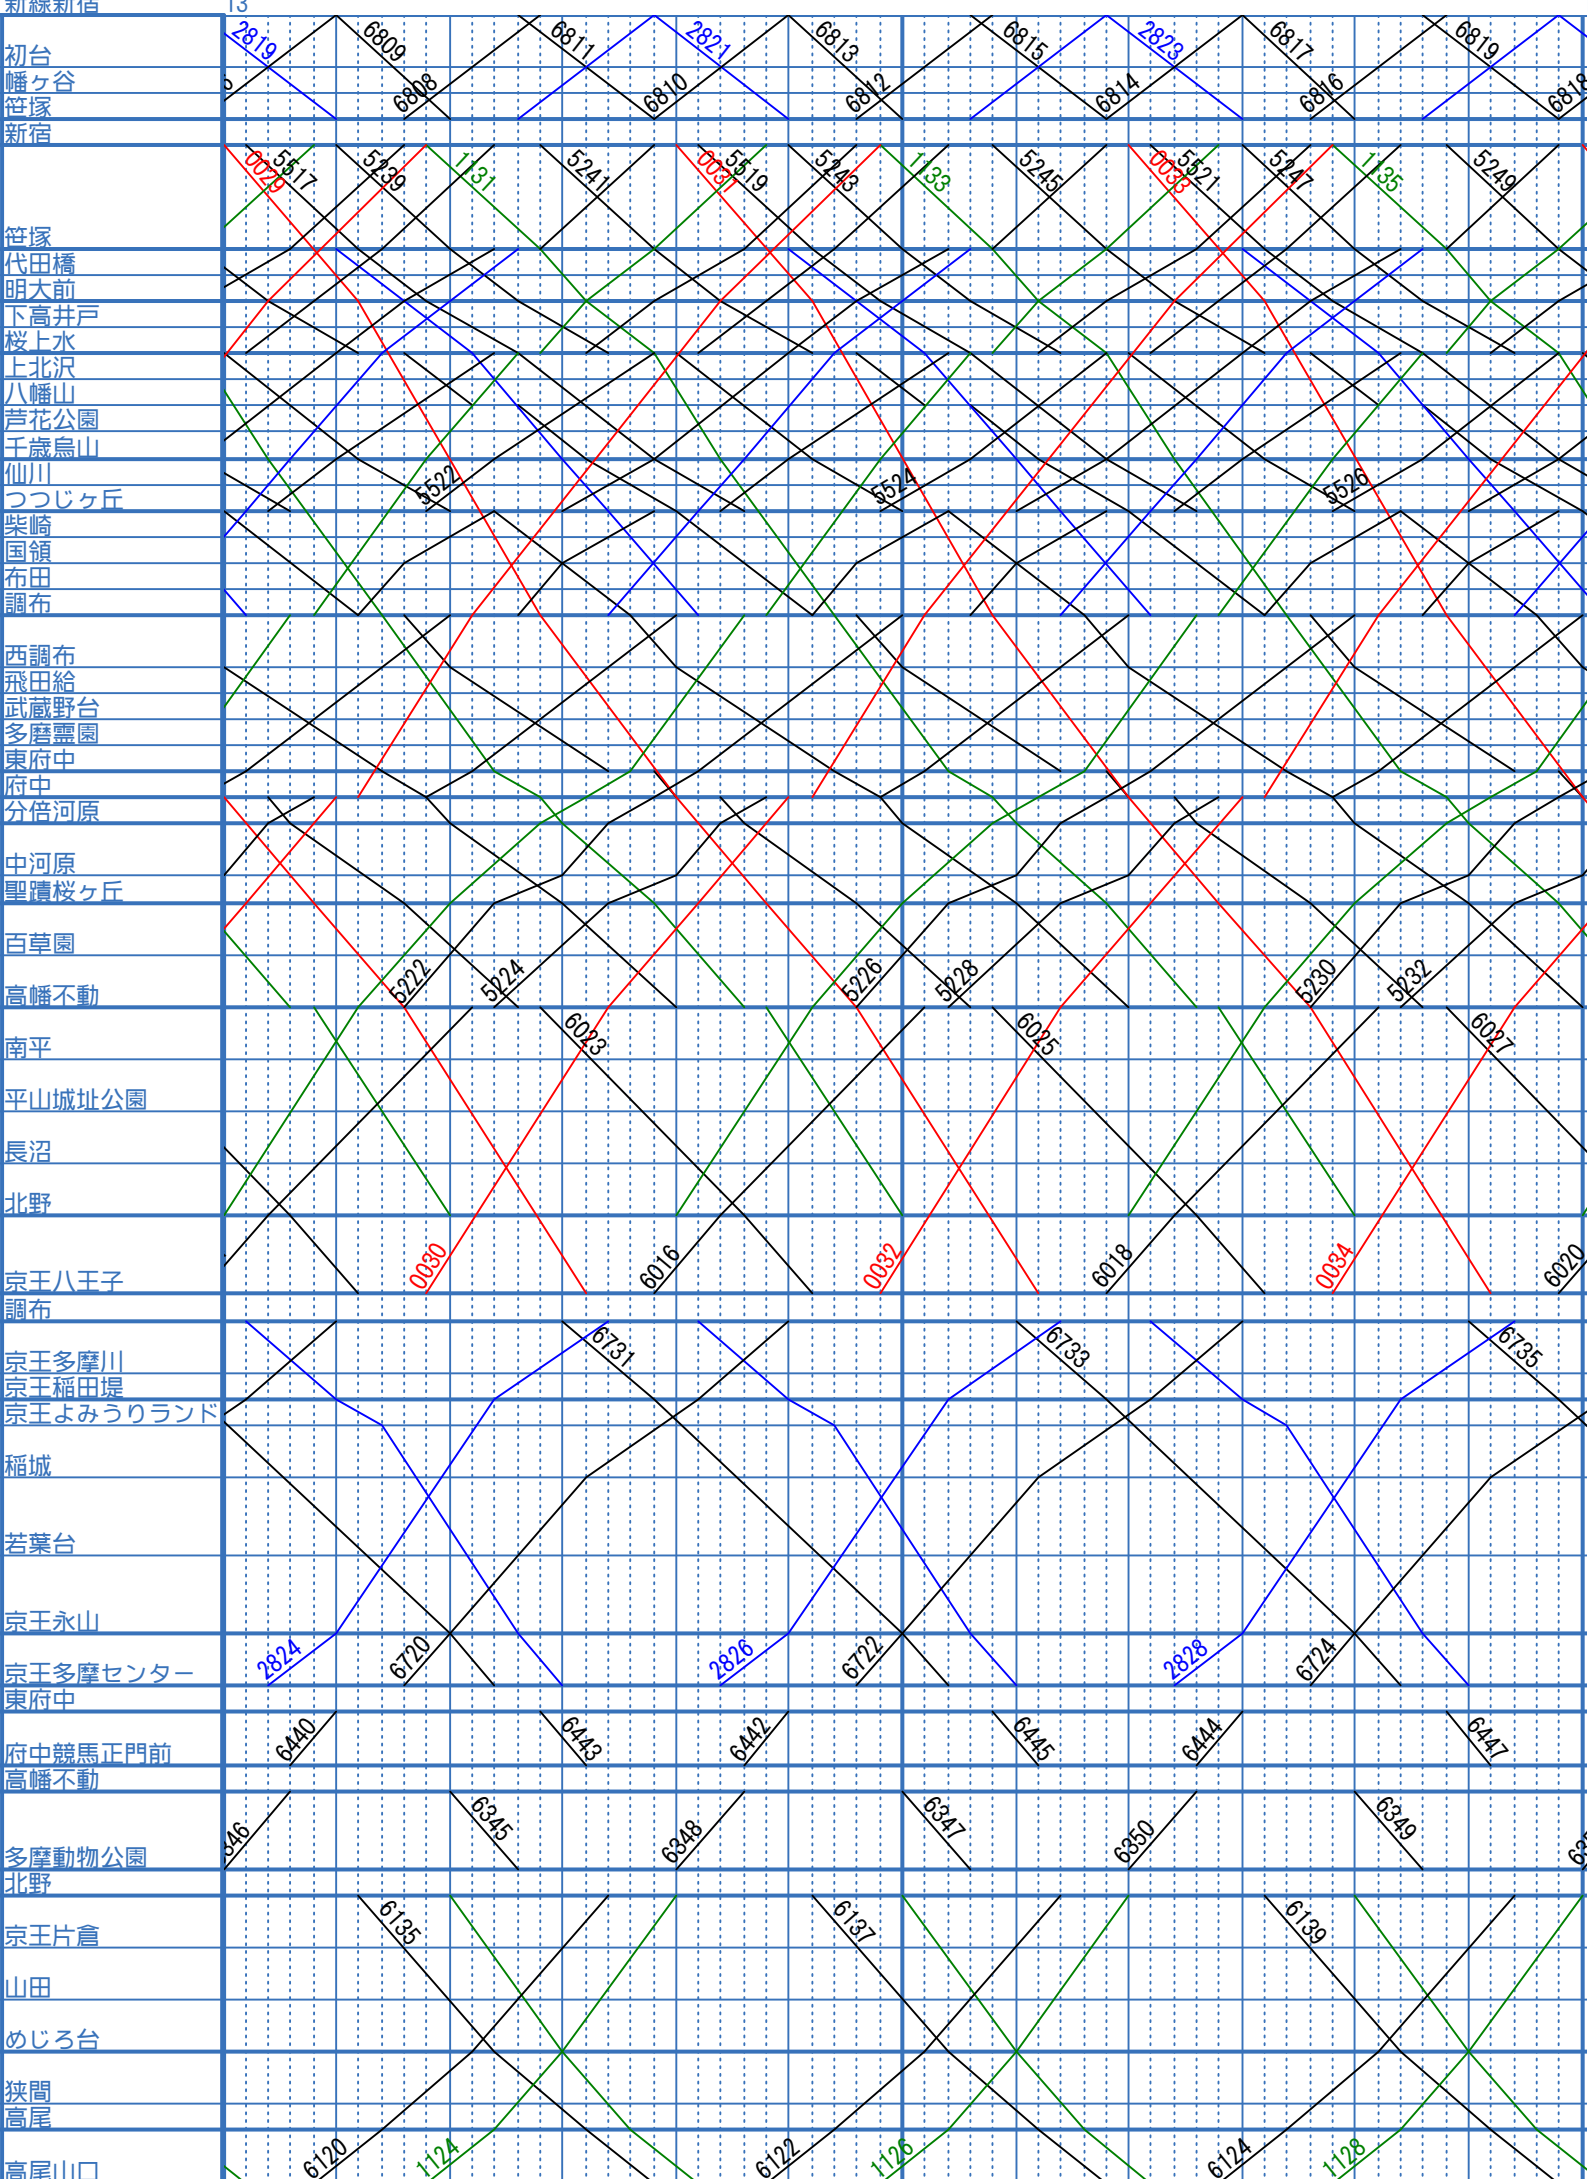 新線新宿 13
初台 2819 6809 6811 2821 6813 6815 2823 6817 6819
幡ヶ谷 6808 6810 6812 6814 6816 6818
笹塚
新宿
0029 5517 5239 1131 5241 0031 5519 5243 1133 5245 0033 5521 5247 1135 5249
笹塚
代田橋
明大前
下高井戸
桜上水
上北沢
八幡山
芦花公園
千歳烏山
仙川 5522 5524 5526
つつじヶ丘
柴崎
国領
布田
調布
西調布
飛田給
武蔵野台
多磨霊園
東府中
府中
分倍河原
中河原
聖蹟桜ヶ丘
百草園
高幡不動 5222 5224 5226 5228 5230 5232
南平 6023 6025 6027
平山城址公園
長沼
北野
京王八王子 0030 6016 0032 6018 0034 6020
調布
京王多摩川 6731 6733 6735
京王稲田堤
京王よみうりランド
稲城
若葉台
京王永山
京王多摩センター 2824 6720 2826 6722 2828 6724
東府中
府中競馬正門前 6440 6443 6442 6445 6444 6447
高幡不動
多摩動物公園 346 6345 6348 6347 6350 6349
北野
京王片倉 6135 6137 6139
山田
めじろ台
狭間
高尾
高尾山口 6120 1124 6122 1126 6124 1128